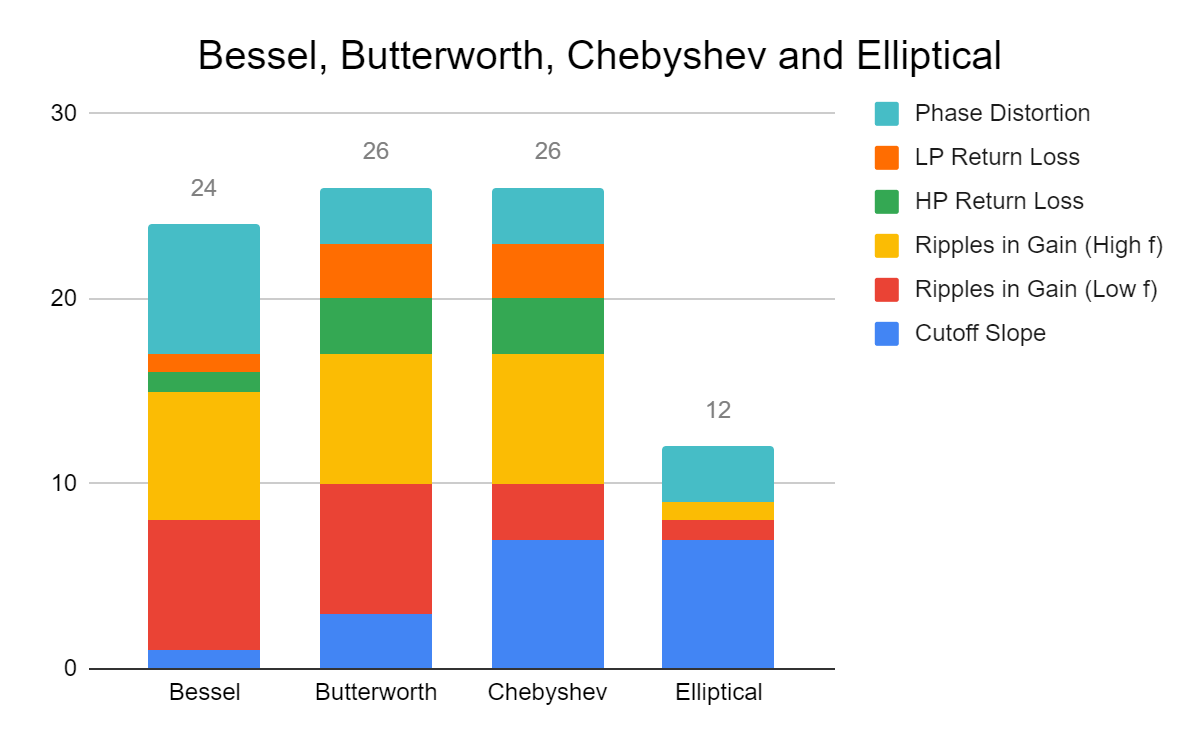 Bessel, Butterworth, Chebyshev and Elliptical
30
20
10
0
24
26
26
12
Bessel
Butterworth
Chebyshev
Elliptical
Phase Distortion
LP Return Loss
HP Return Loss
Ripples in Gain (High f)
Ripples in Gain (Low f)
Cutoff Slope